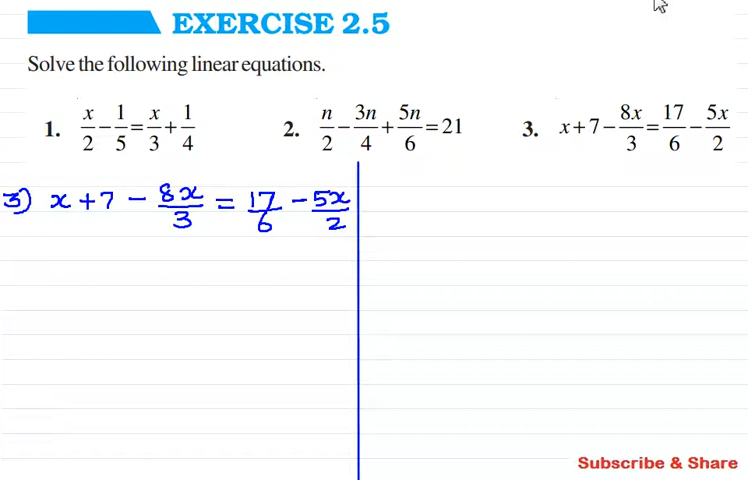 EXERCISE 2.5
Solve the following linear equations.
1. x/2 − 1/5 = x/3 + 1/4 2. n/2 − 3n/4 + 5n/6 = 21 3. x + 7 − 8x/3 = 17/6 − 5x/2
3) x + 7 − 8x/3 = 17/6 − 5x/2
Subscribe & Share